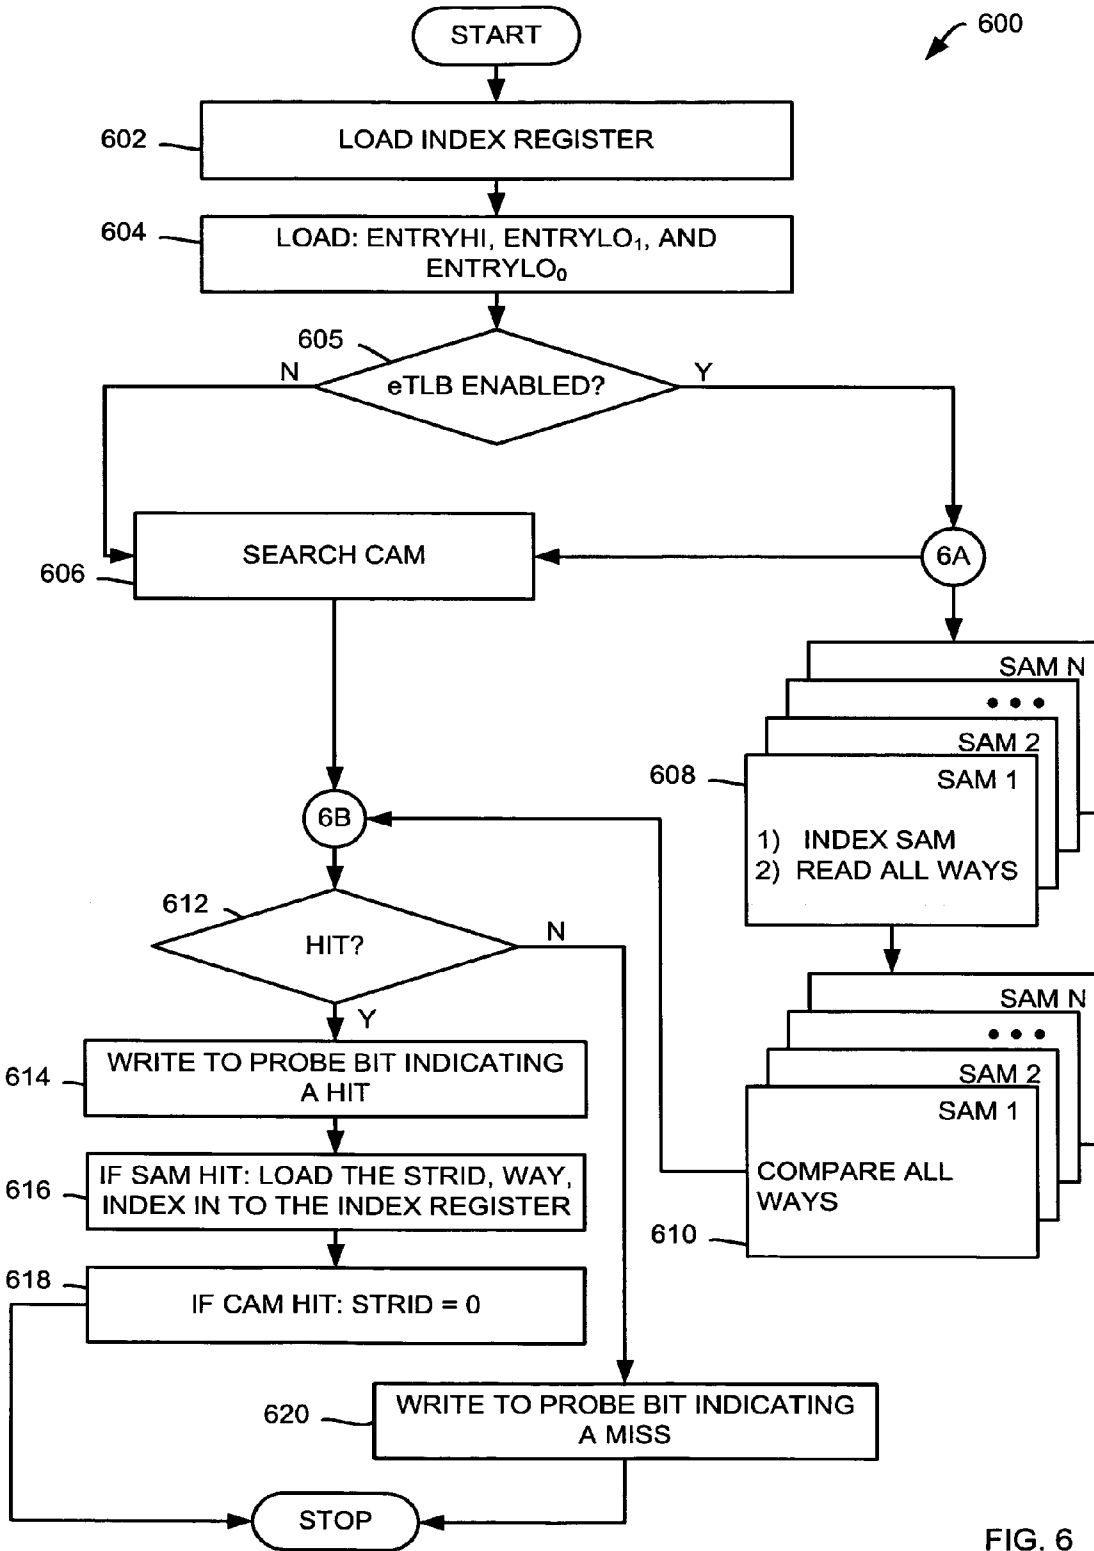 START
600
602
LOAD INDEX REGISTER
604
LOAD: ENTRYHI, ENTRYLO₁, AND
ENTRYLO₀
605
N
eTLB ENABLED?
Y
SEARCH CAM
606
6A
SAM N
• • •
SAM 2
608
SAM 1
1) INDEX SAM
2) READ ALL WAYS
6B
612
HIT?
N
Y
SAM N
• • •
SAM 2
SAM 1
COMPARE ALL
WAYS
610
614
WRITE TO PROBE BIT INDICATING
A HIT
616
IF SAM HIT: LOAD THE STRID, WAY,
INDEX IN TO THE INDEX REGISTER
618
IF CAM HIT: STRID = 0
620
WRITE TO PROBE BIT INDICATING
A MISS
STOP
FIG. 6